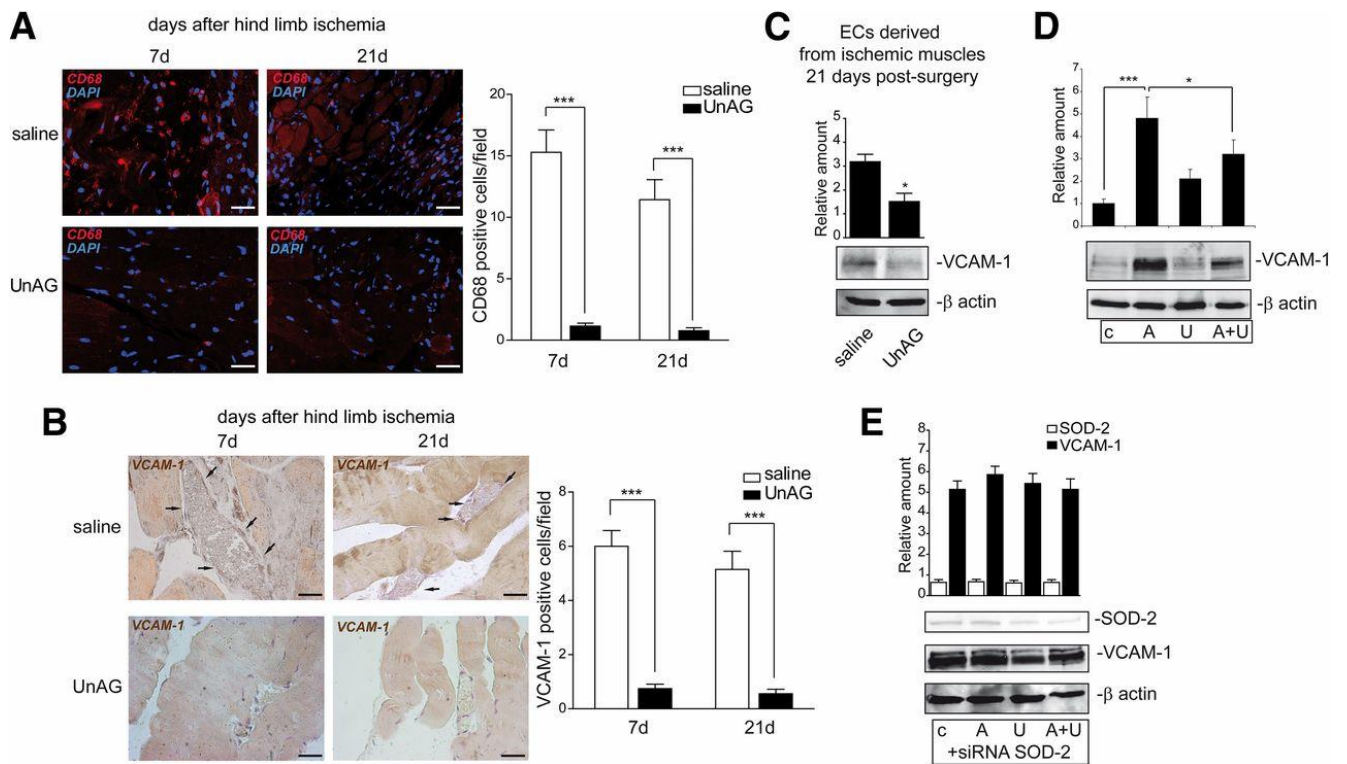 A
days after hind limb ischemia
7d
21d
saline
UnAG
CD68
DAPI
CD68
DAPI
CD68
DAPI
CD68
DAPI
CD68 positive cells/field
20
15
10
5
0
***
***
saline
UnAG
7d
21d
B
days after hind limb ischemia
7d
21d
saline
UnAG
VCAM-1
VCAM-1
VCAM-1
VCAM-1
VCAM-1 positive cells/field
8
6
4
2
0
***
***
saline
UnAG
7d
21d
C
ECs derived
from ischemic muscles
21 days post-surgery
Relative amount
5
4
3
2
1
0
*
-VCAM-1
-β actin
saline
UnAG
D
Relative amount
7
6
5
4
3
2
1
0
***
*
-VCAM-1
-β actin
c A U A+U
E
SOD-2
VCAM-1
Relative amount
8
7
6
5
4
3
2
1
0
-SOD-2
-VCAM-1
-β actin
c A U A+U
+siRNA SOD-2